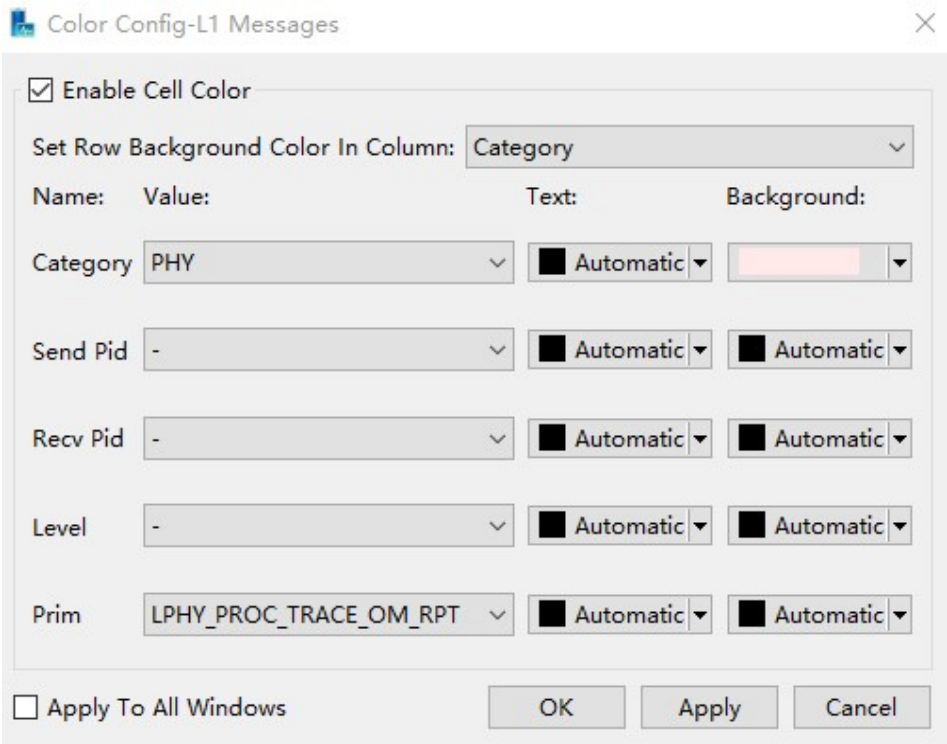 Color Config-L1 Messages
Enable Cell Color
Set Row Background Color In Column: Category
Name: Value: Text: Background:
Category PHY Automatic
Send Pid - Automatic Automatic
Recv Pid - Automatic Automatic
Level - Automatic Automatic
Prim LPHY_PROC_TRACE_OM_RPT Automatic Automatic
Apply To All Windows OK Apply Cancel